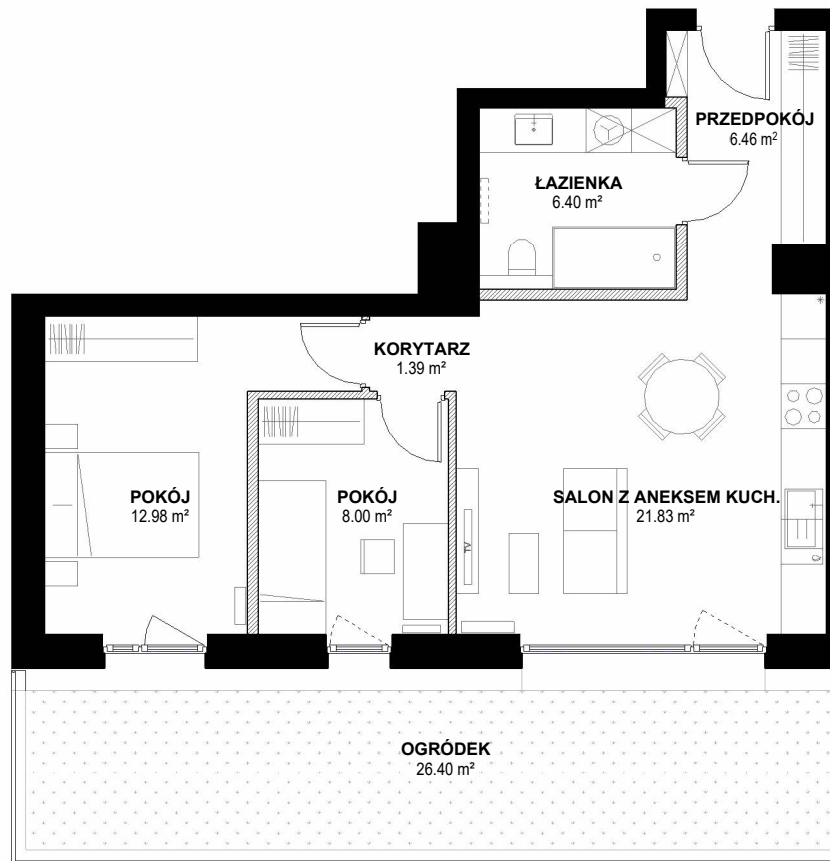 PRZEDPOKÓJ
6.46 m²
ŁAZIENKA
6.40 m²
KORYTARZ
1.39 m²
POKÓJ
12.98 m²
POKÓJ
8.00 m²
SALON Z ANEKSEM KUCH.
21.83 m²
TV
OGRÓDEK
26.40 m²